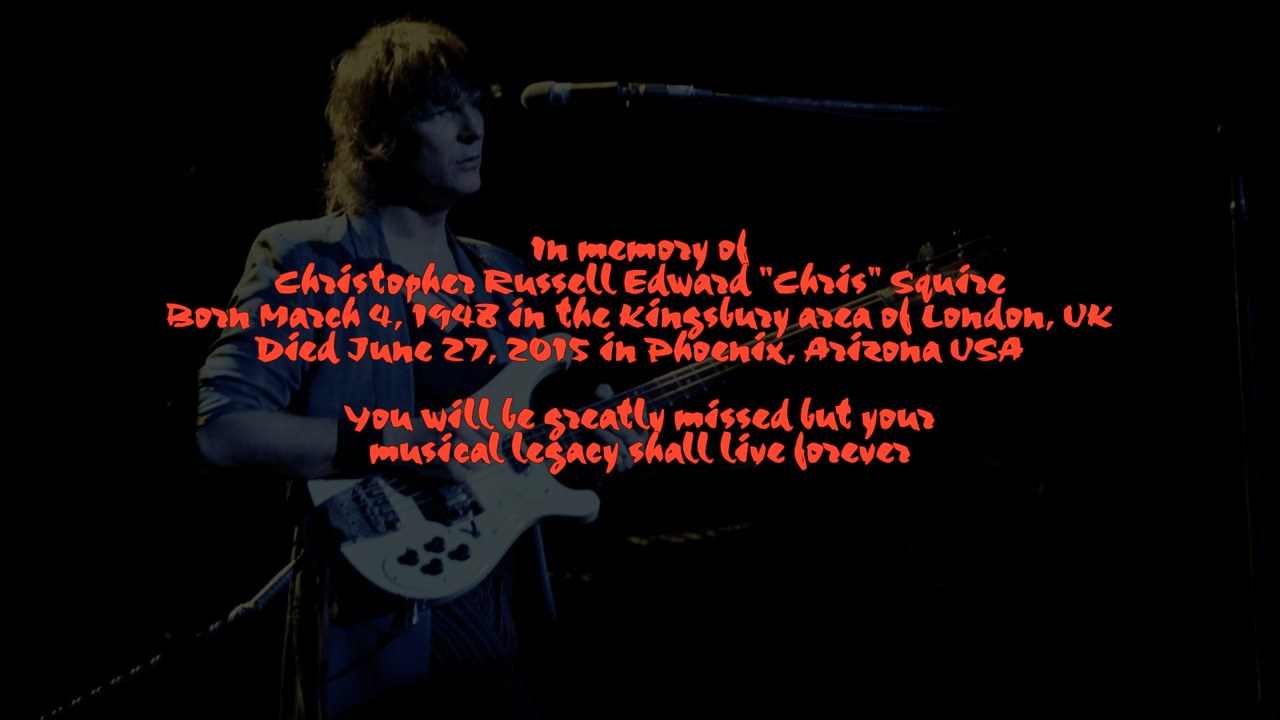 In memory of
Christopher Russell Edward "Chris" Squire
Born March 4, 1948 in the Kingsbury area of London, UK
Died June 27, 2015 in Phoenix, Arizona USA
You will be greatly missed but your
musical legacy shall live forever